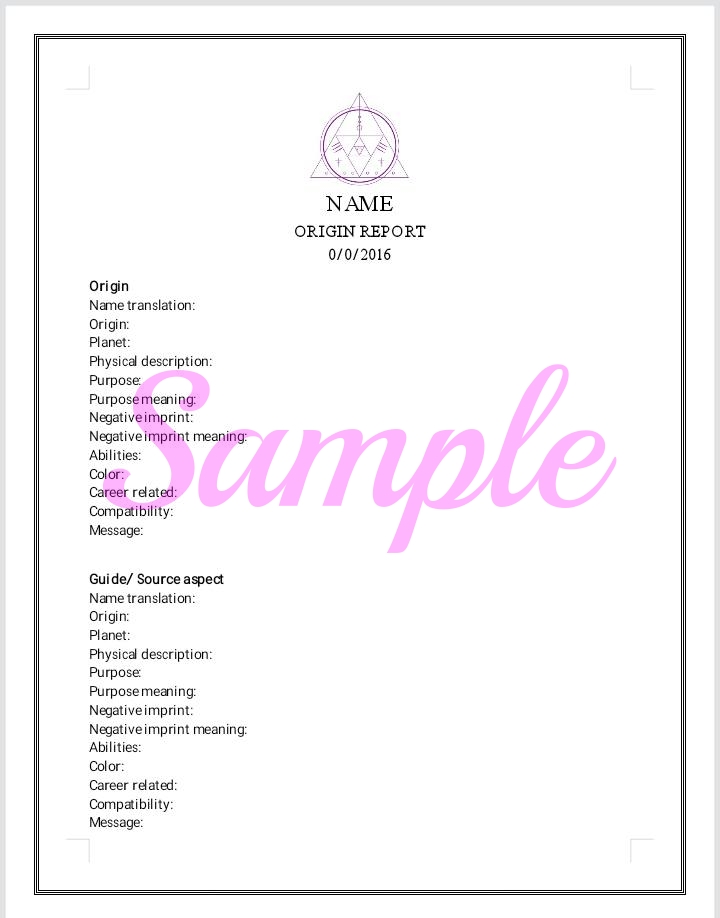 NAME
ORIGIN REPORT
0/0/2016
Origin
Name translation:
Origin:
Planet:
Physical description:
Purpose:
Purpose meaning:
Negative imprint:
Negative imprint meaning:
Abilities:
Color:
Career related:
Compatibility:
Message:
Sample
Guide/ Source aspect
Name translation:
Origin:
Planet:
Physical description:
Purpose:
Purpose meaning:
Negative imprint:
Negative imprint meaning:
Abilities:
Color:
Career related:
Compatibility:
Message: